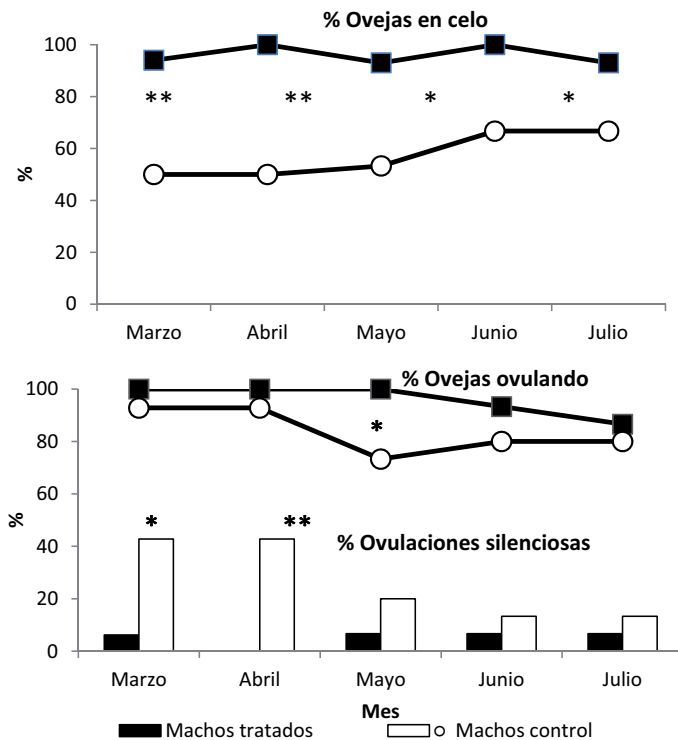 % Ovejas en celo
100
80
60
40
20
0
%
** ** * *
Marzo Abril Mayo Junio Julio
% Ovejas ovulando
100
80
60
40
20
0
%
*
* **
% Ovulaciones silenciosas
Marzo Abril Mayo Junio Julio
Mes
Machos tratados Machos control